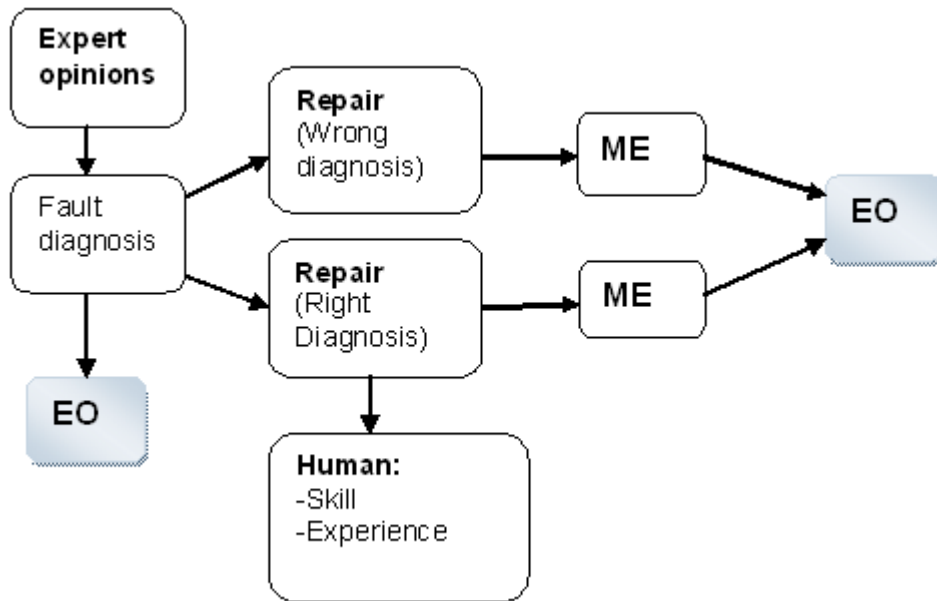 Expert
opinions
Fault
diagnosis
EO
Repair
(Wrong
diagnosis)
ME
Repair
(Right
Diagnosis)
ME
EO
Human:
-Skill
-Experience